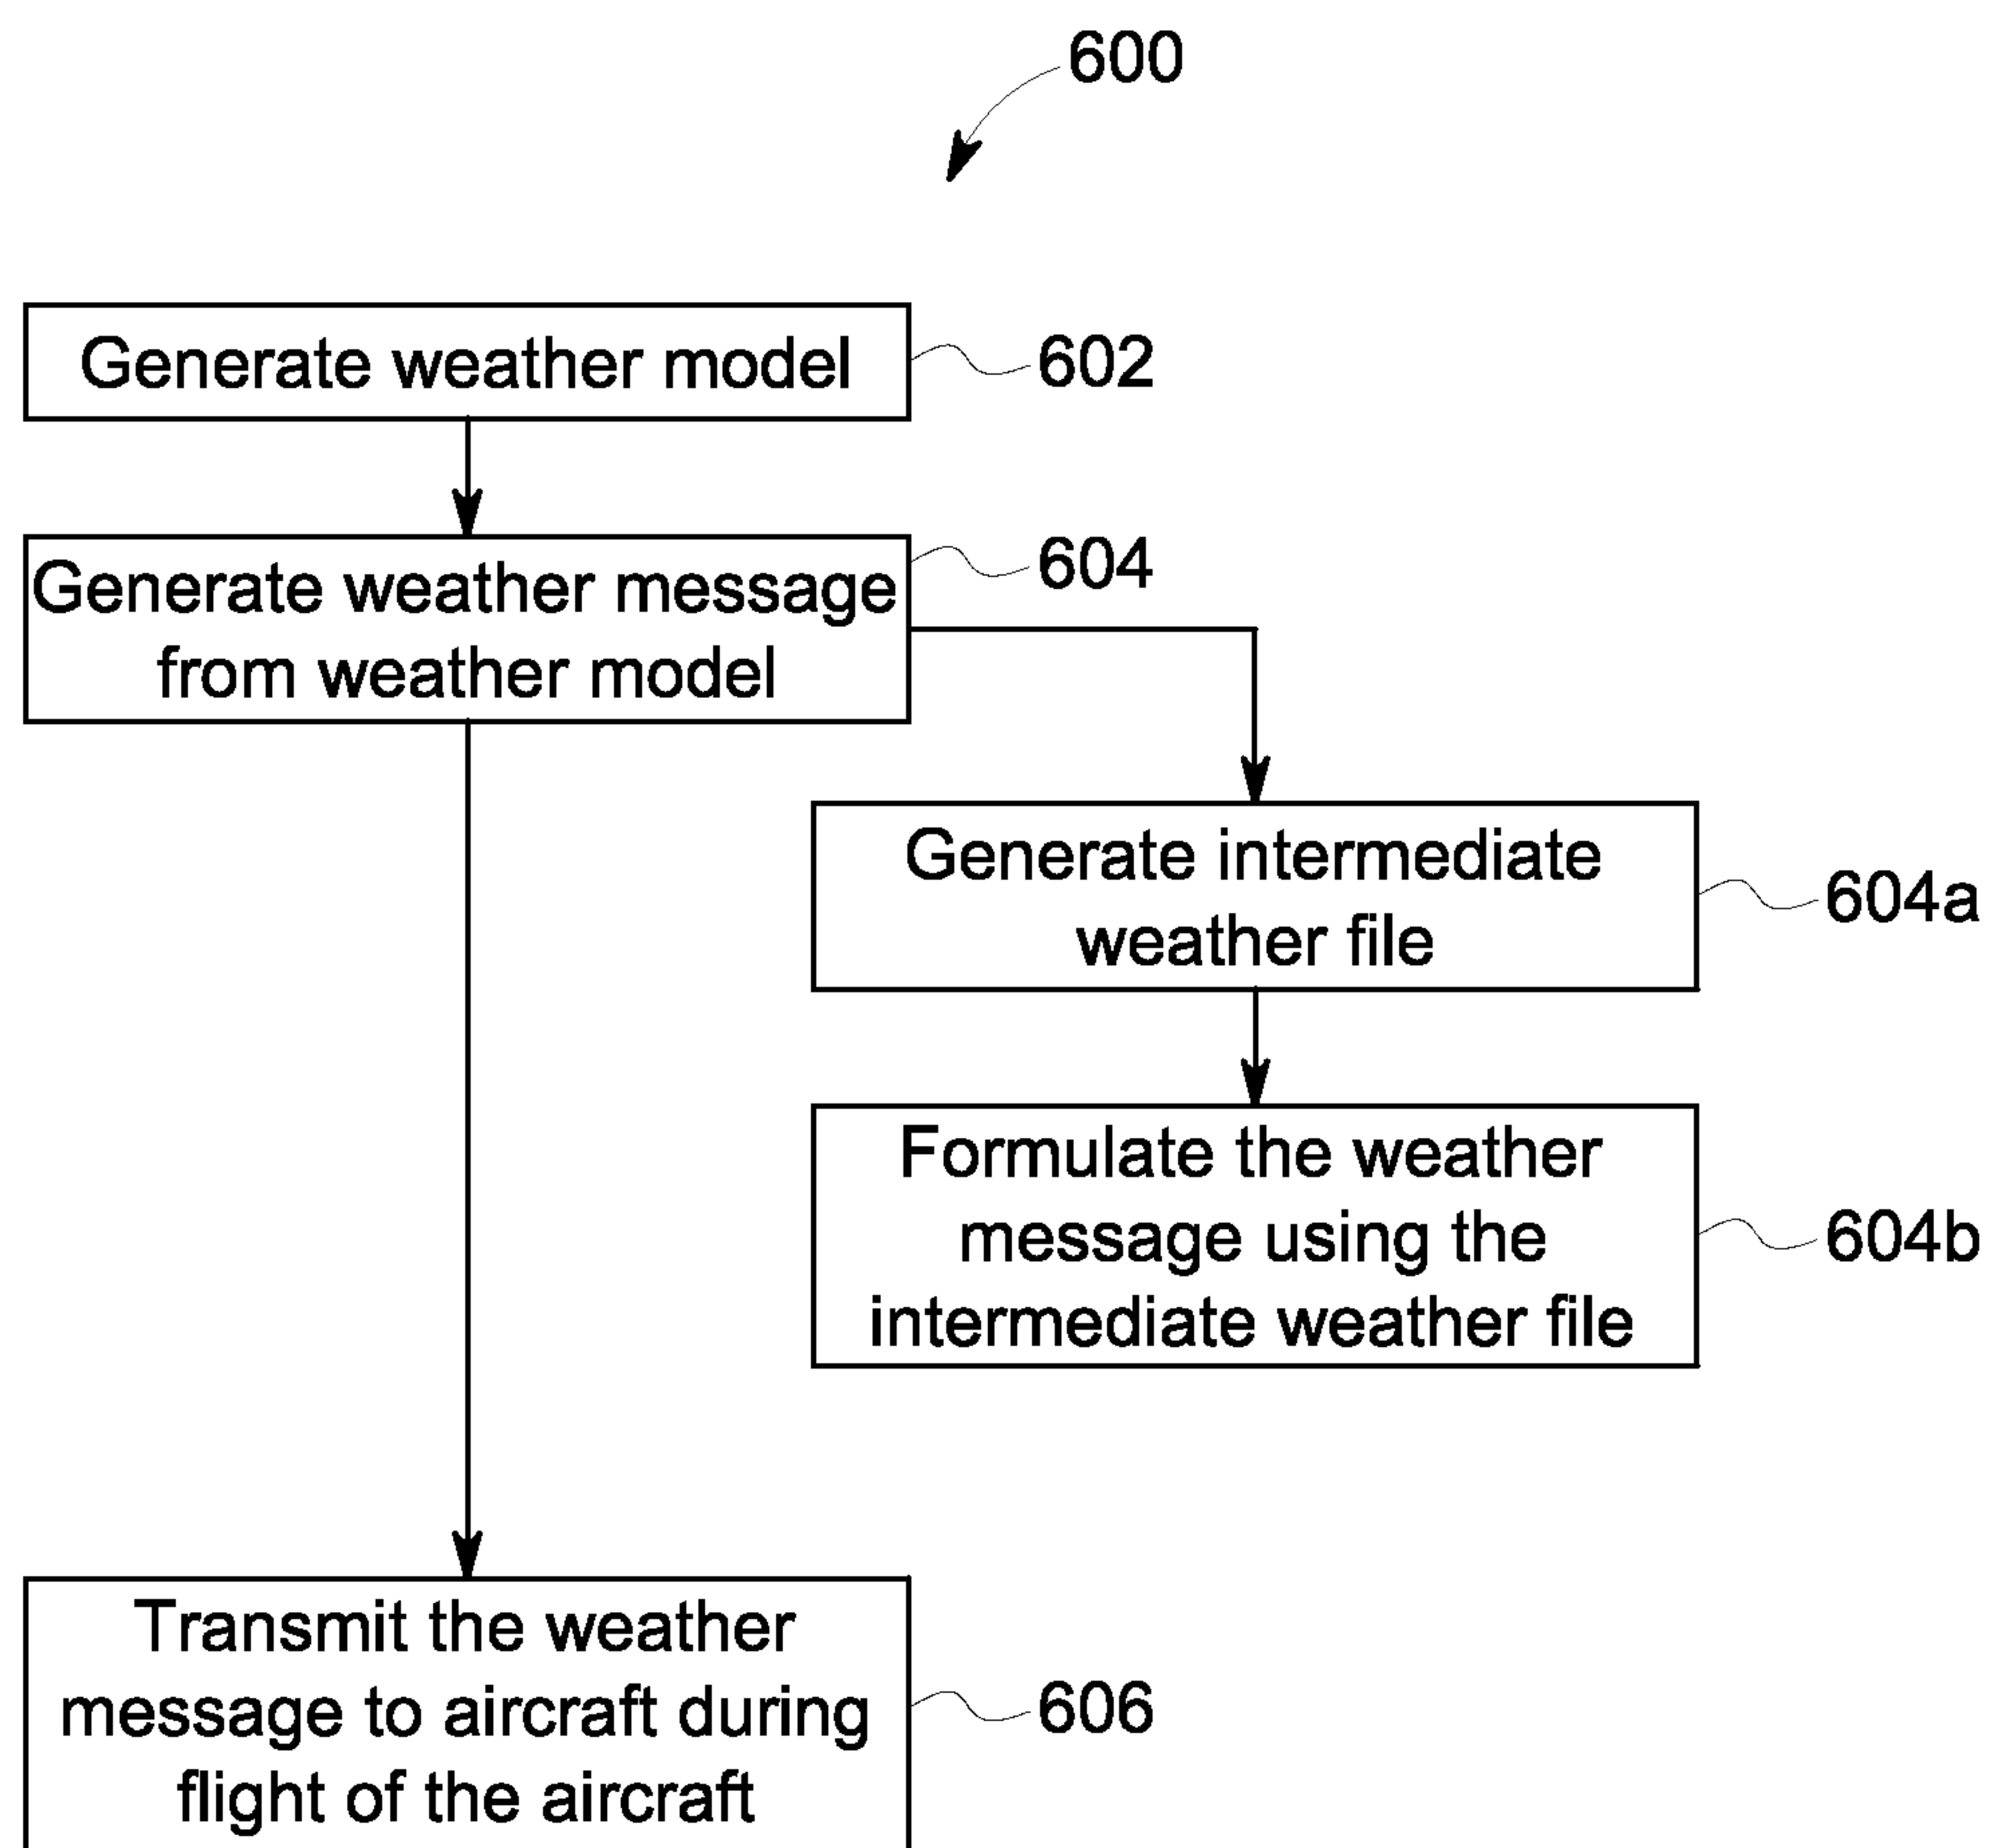 600
Generate weather model
602
Generate weather message
from weather model
604
Generate intermediate
weather file
604a
Formulate the weather
message using the
intermediate weather file
604b
Transmit the weather
message to aircraft during
flight of the aircraft
606